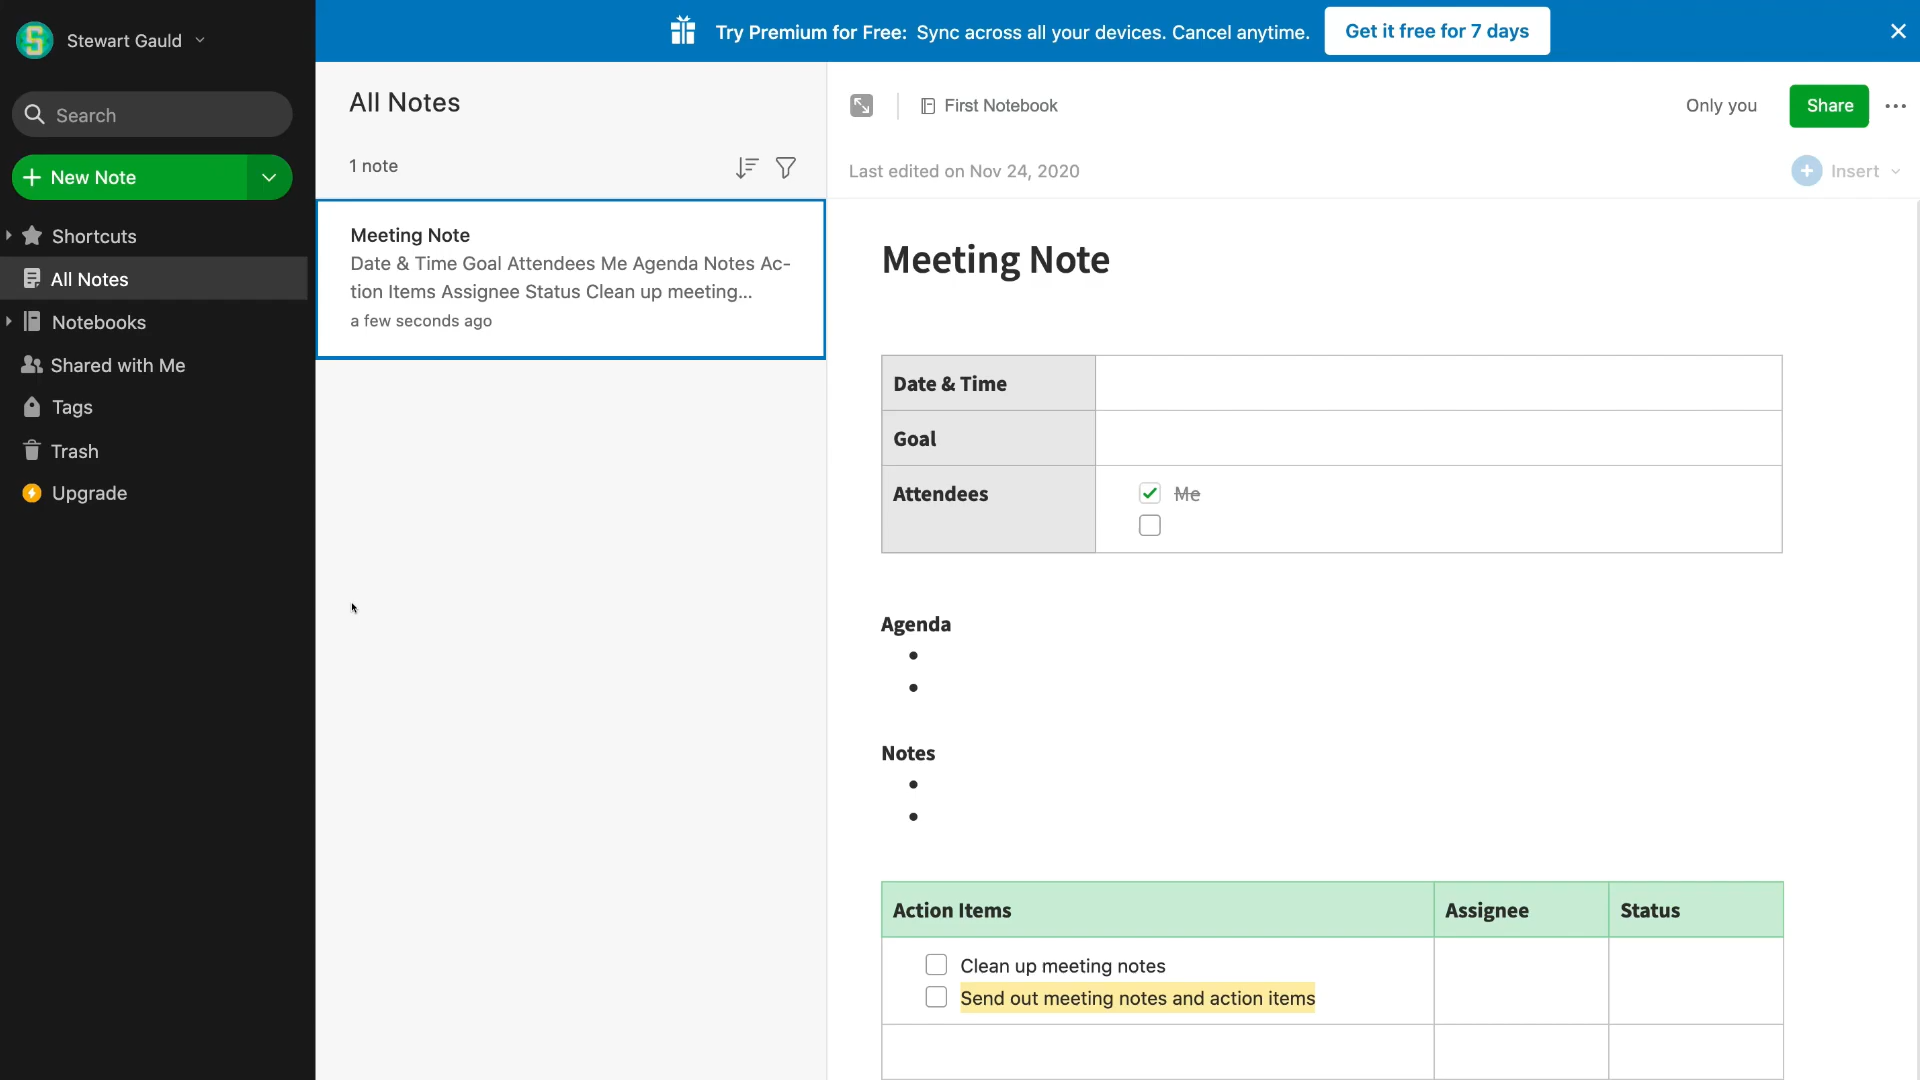 Stewart Gauld
Search
New Note
Shortcuts
All Notes
Notebooks
Shared with Me
Tags
Trash
Upgrade
Try Premium for Free: Sync across all your devices. Cancel anytime.
Get it free for 7 days
All Notes
1 note
Meeting Note
Date & Time Goal Attendees Me Agenda Notes Ac-
tion Items Assignee Status Clean up meeting...
a few seconds ago
First Notebook
Only you
Share
Last edited on Nov 24, 2020
Insert
Meeting Note
Date & Time
Goal
Attendees
Me
Agenda
Notes
Action Items Assignee Status
Clean up meeting notes
Send out meeting notes and action items